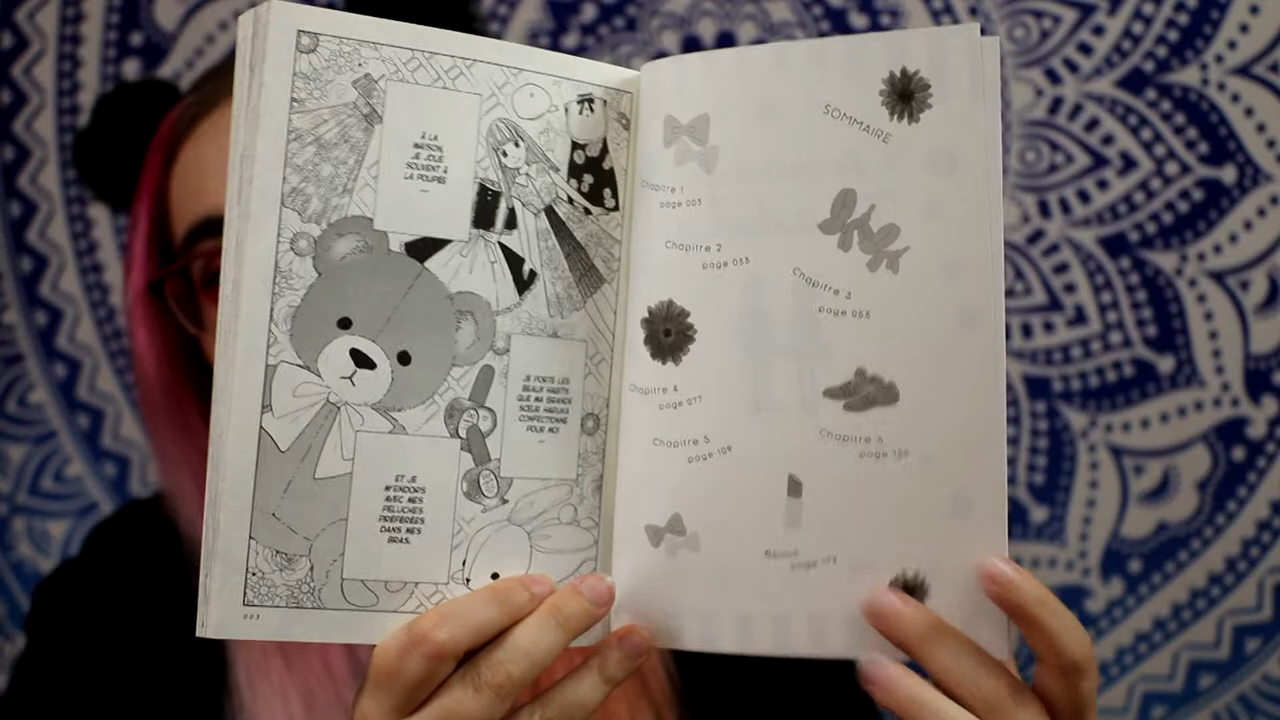 À LA
MAISON,
JE JOUE
SOUVENT À
LA POUPÉE
...
JE PORTE LES
BEAUX HABITS
QUE MA GRANDE
SŒUR HARUKA
CONFECTIONNE
POUR MOI
...
ET JE
M'ENDORS
AVEC MES
PELUCHES
PRÉFÉRÉES
DANS MES
BRAS.
003
SOMMAIRE
Chapitre 1
page 003
Chapitre 2
page 033
Chapitre 3
page 055
Chapitre 4
page 077
Chapitre 5
page 109
Chapitre 6
page
page